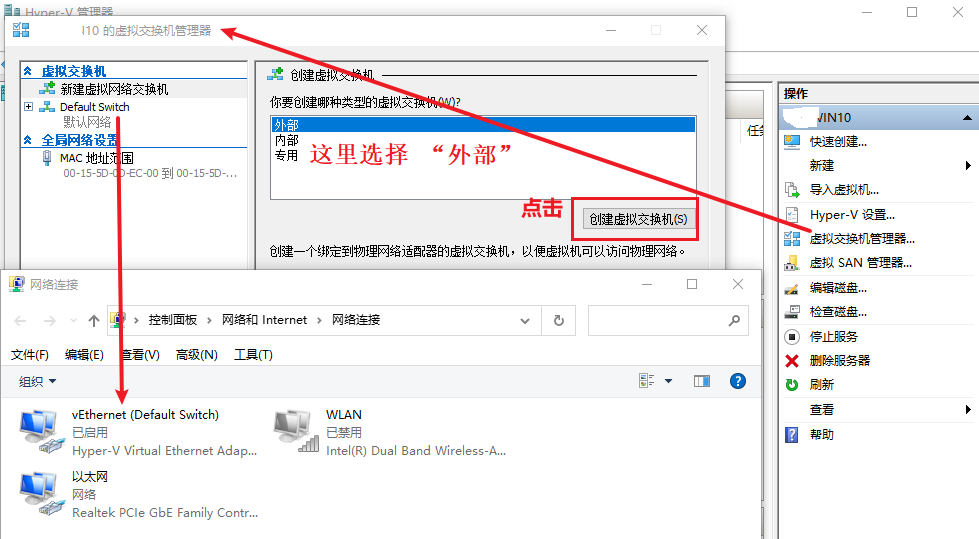 Hyper-V 管理器
I10 的虚拟交换机管理器
虚拟交换机
新建虚拟网络交换机
Default Switch
默认网络
全局网络设置
MAC 地址范围
00-15-5D-0D-EC-00 到 00-15-5D-0...
创建虚拟交换机
你要创建哪种类型的虚拟交换机(W)?
外部
内部
专用
这里选择 “外部”
点击
创建虚拟交换机(S)
创建一个绑定到物理网络适配器的虚拟交换机，以便虚拟机可以访问物理网络。
操作
WIN10
快速创建...
新建
导入虚拟机...
Hyper-V 设置...
虚拟交换机管理器...
虚拟 SAN 管理器...
编辑磁盘...
检查磁盘...
停止服务
删除服务器
刷新
查看
帮助
网络连接
控制面板
网络和 Internet
网络连接
文件(F) 编辑(E) 查看(V) 高级(N) 工具(T)
组织
vEthernet (Default Switch)
已启用
Hyper-V Virtual Ethernet Adap...
WLAN
已禁用
Intel(R) Dual Band Wireless-A...
以太网
网络
Realtek PCIe GbE Family Contr...